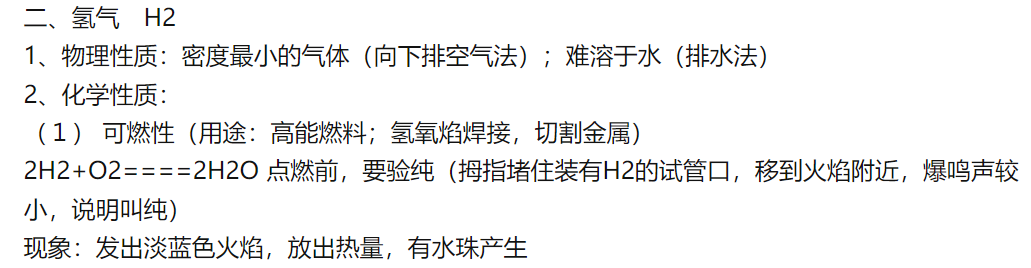 二、氢气　H2
1、物理性质：密度最小的气体（向下排空气法）；难溶于水（排水法）
2、化学性质：
（１） 可燃性（用途：高能燃料；氢氧焰焊接，切割金属）
2H2+O2====2H2O 点燃前，要验纯（拇指堵住装有H2的试管口，移到火焰附近，爆鸣声较
小，说明叫纯）
现象：发出淡蓝色火焰，放出热量，有水珠产生